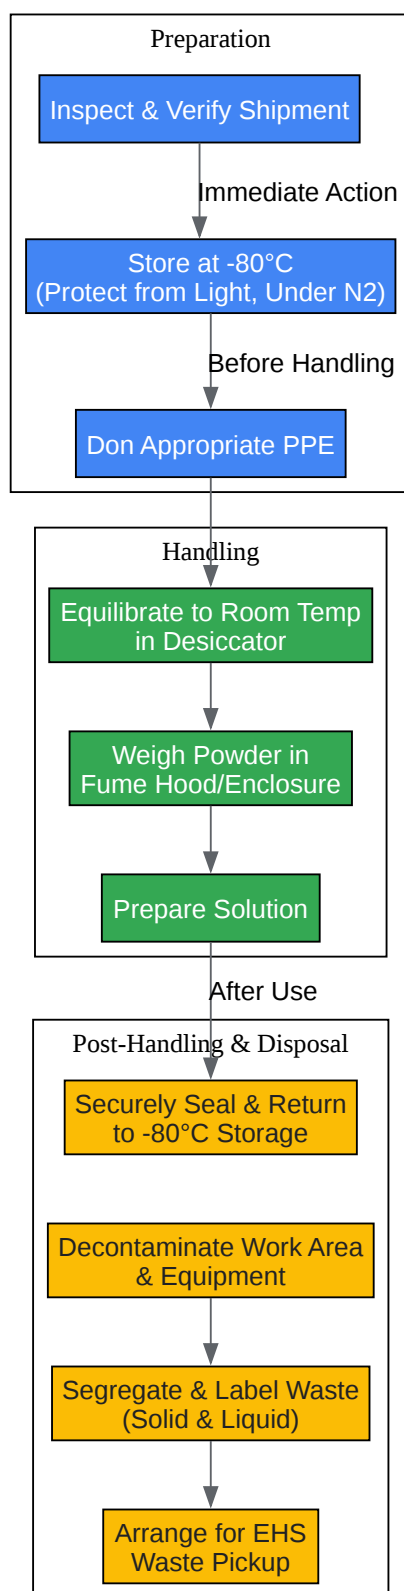 Preparation
Inspect & Verify Shipment
Immediate Action
Store at -80°C
(Protect from Light, Under N2)
Before Handling
Don Appropriate PPE
Handling
Equilibrate to Room Temp
in Desiccator
Weigh Powder in
Fume Hood/Enclosure
Prepare Solution
After Use
Post-Handling & Disposal
Securely Seal & Return
to -80°C Storage
Decontaminate Work Area
& Equipment
Segregate & Label Waste
(Solid & Liquid)
Arrange for EHS
Waste Pickup